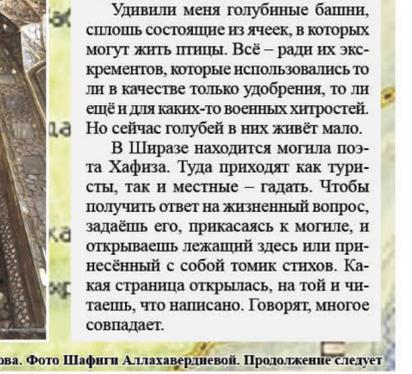 Удивили меня голубиные башни,
сплошь состоящие из ячеек, в которых
могут жить птицы. Всё – ради их экс-
крементов, которые использовались то
ли в качестве только удобрения, то ли
ещё и для каких-то военных хитростей.
Но сейчас голубей в них живёт мало.
В Ширазе находится могила поэ-
та Хафиза. Туда приходят как тури-
сты, так и местные – гадать. Чтобы
получить ответ на жизненный вопрос,
задаёшь его, прикасаясь к могиле, и
открываешь лежащий здесь или при-
несённый с собой томик стихов. Ка-
кая страница открылась, на той и чи-
таешь, что написано. Говорят, многое
совпадает.
ова. Фото Шафиги Аллахавердиевой. Продолжение следует